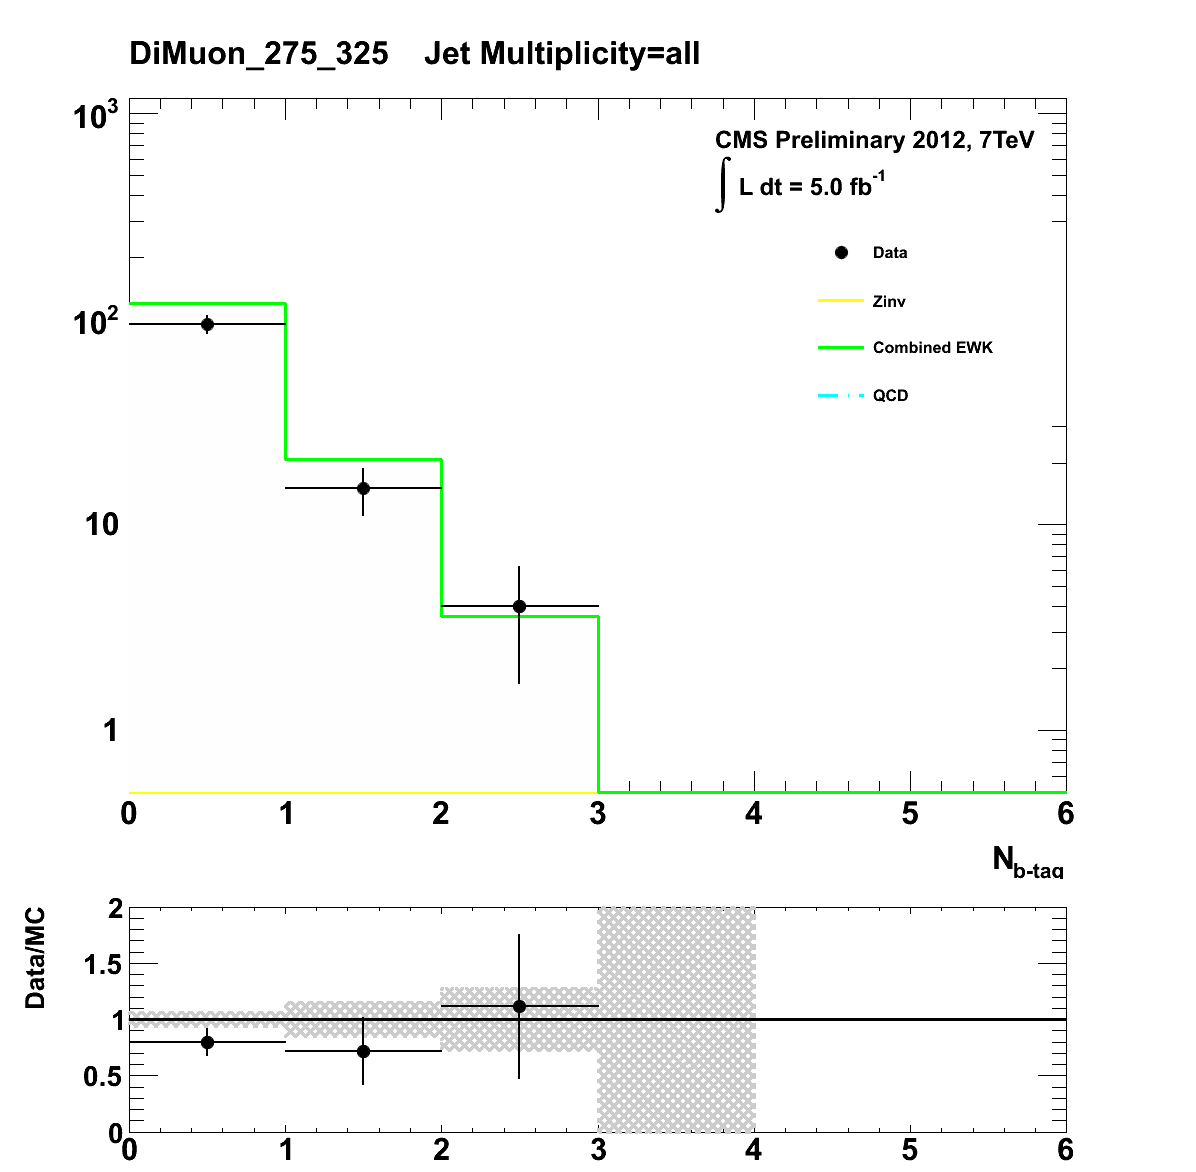 DiMuon_275_325 Jet Multiplicity=all
10³
CMS Preliminary 2012, 7TeV
∫ L dt = 5.0 fb⁻¹
Data
Zinv
10²
Combined EWK
QCD
10
1
0 1 2 3 4 5 6
N b-tag
Data/MC
2
1.5
1
0.5
0
0 1 2 3 4 5 6